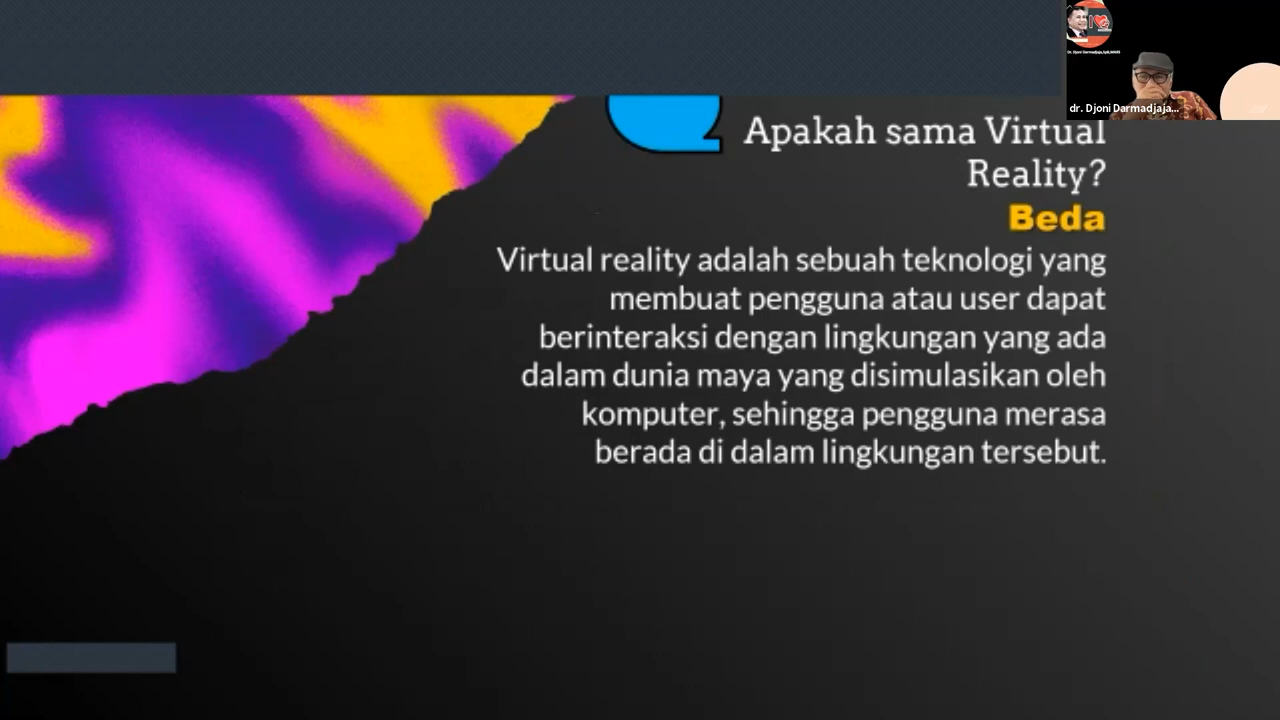 Apakah sama Virtual
Reality?
Beda
Virtual reality adalah sebuah teknologi yang
membuat pengguna atau user dapat
berinteraksi dengan lingkungan yang ada
dalam dunia maya yang disimulasikan oleh
komputer, sehingga pengguna merasa
berada di dalam lingkungan tersebut.
dr. Djoni Darmadjaja...